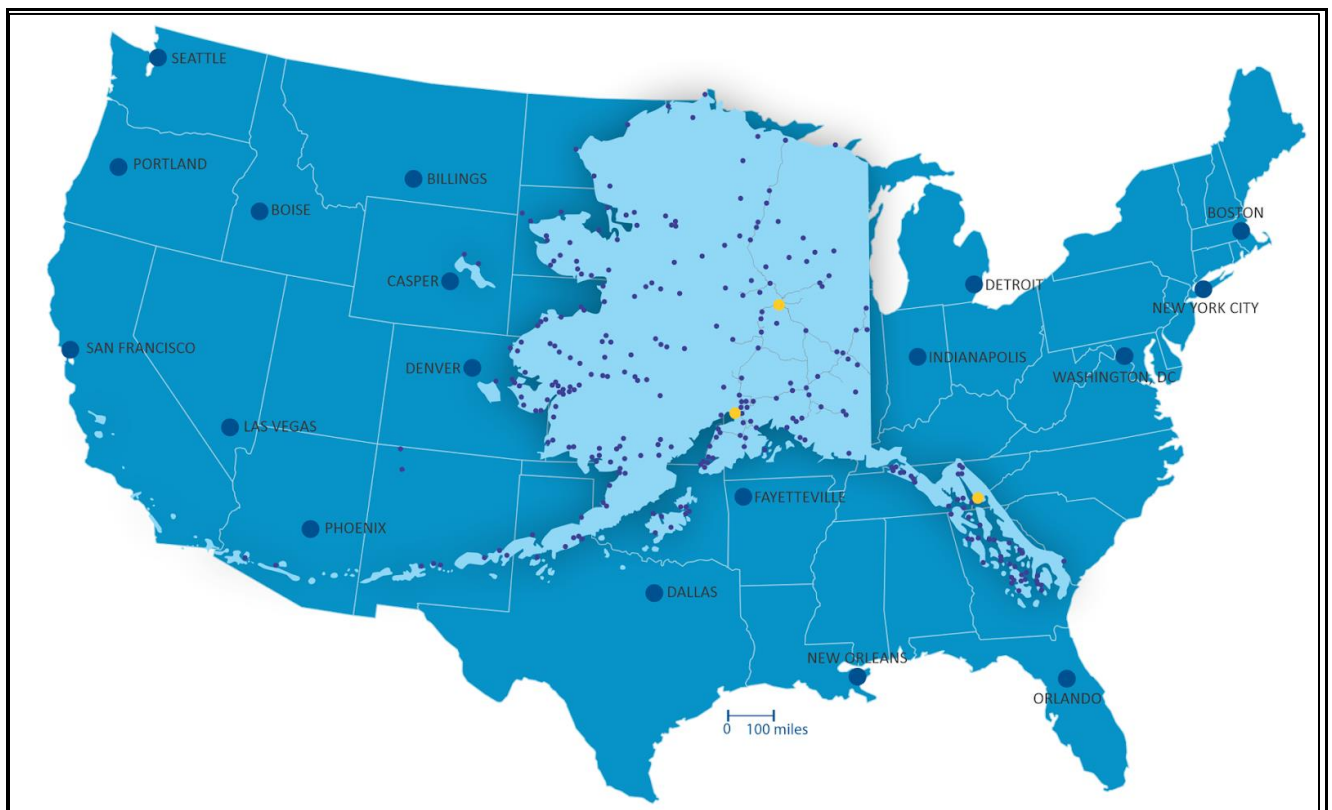 SEATTLE
PORTLAND
BILLINGS
BOISE
BOSTON
CASPER
DETROIT
NEW YORK CITY
SAN FRANCISCO
DENVER
INDIANAPOLIS
WASHINGTON, DC
LAS VEGAS
FAYETTEVILLE
PHOENIX
DALLAS
NEW ORLEANS
ORLANDO
0 100 miles